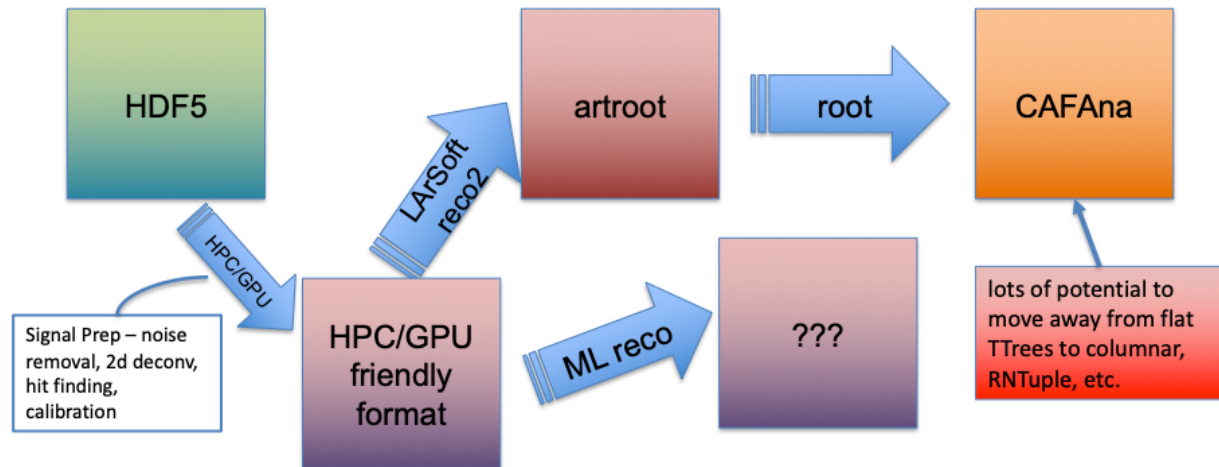 HDF5
artroot
root
CAFAna
HPC/GPU
LArSoft
reco2
Signal Prep – noise
removal, 2d deconv,
hit finding,
calibration
HPC/GPU
friendly
format
ML reco
???
lots of potential to
move away from flat
TTrees to columnar,
RNTuple, etc.